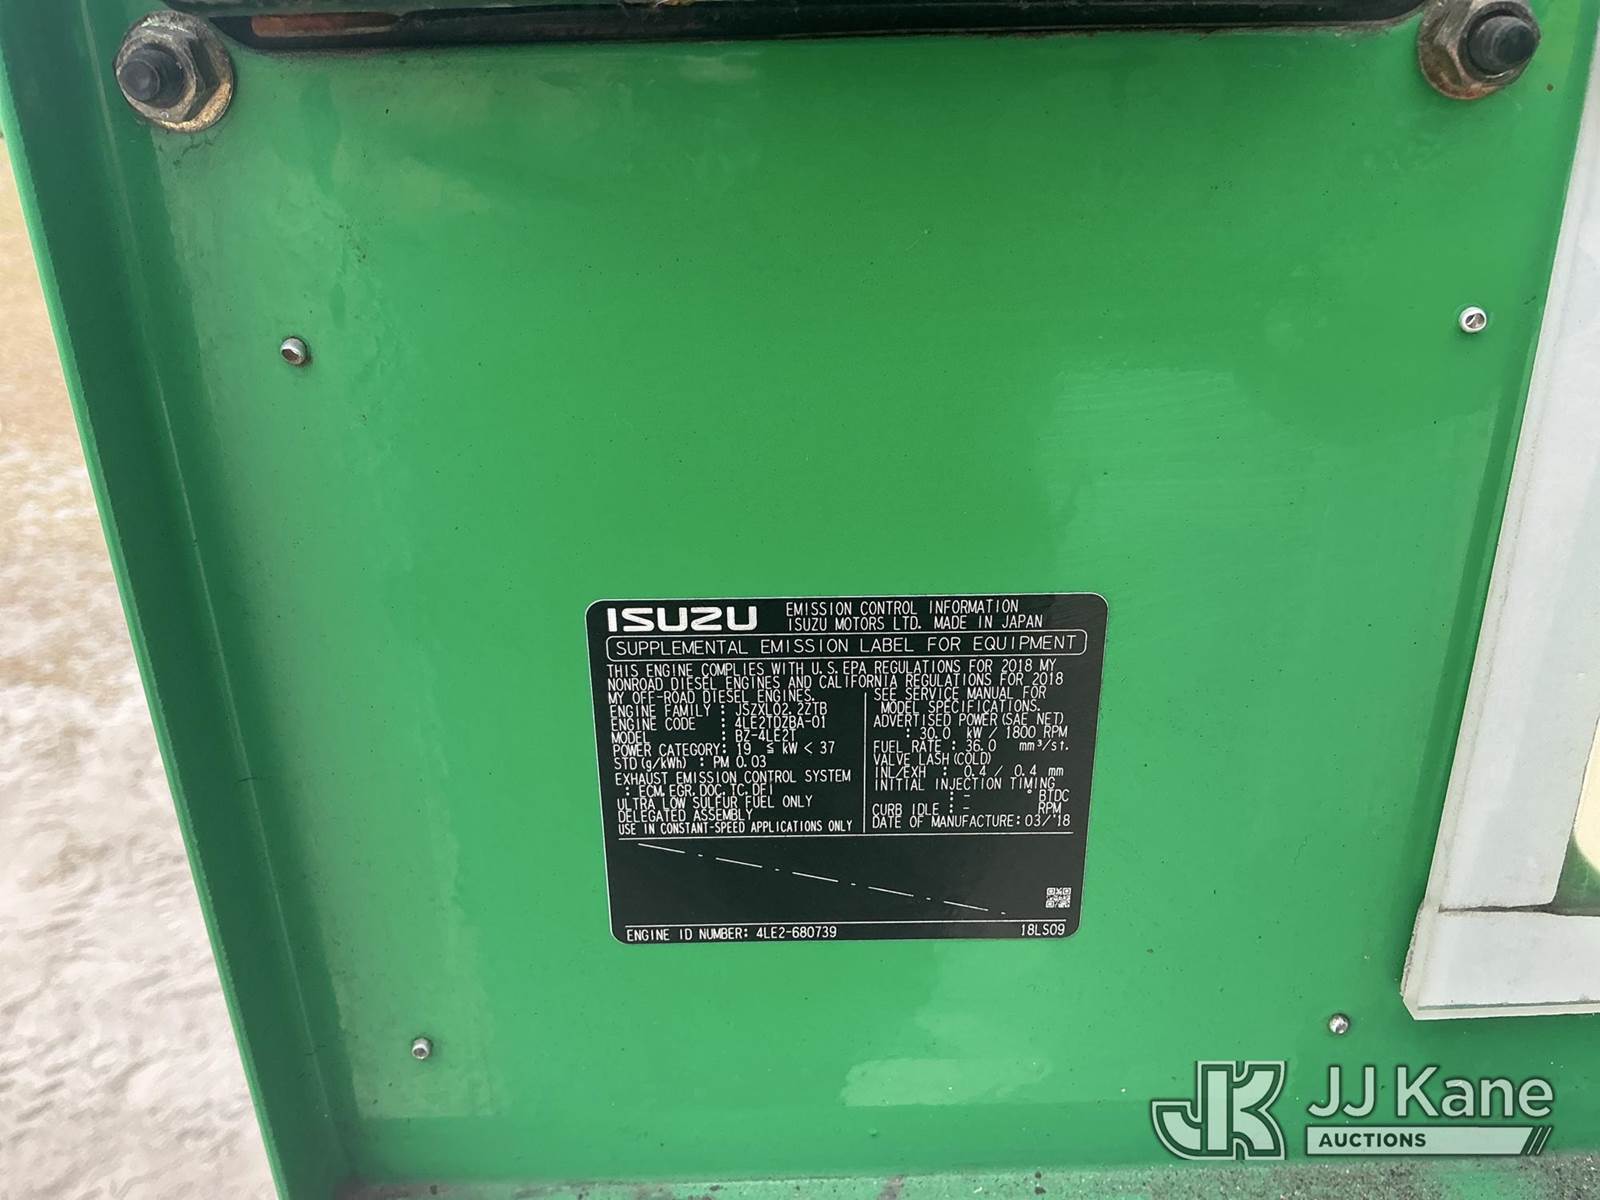 ISUZU EMISSION CONTROL INFORMATION
ISUZU MOTORS LTD. MADE IN JAPAN
SUPPLEMENTAL EMISSION LABEL FOR EQUIPMENT
THIS ENGINE COMPLIES WITH U.S.EPA REGULATIONS FOR 2018 MY
NONROAD DIESEL ENGINES AND CALIFORNIA REGULATIONS FOR 2018
MY OFF-ROAD DIESEL ENGINES.
ENGINE FAMILY : JSZXL02.2ZTB
ENGINE CODE : 4LE2TDZBA-01
MODEL : BZ-4LE2T
POWER CATEGORY: 19 ≤ kW < 37
STD (g/kWh) : PM 0.03
EXHAUST EMISSION CONTROL SYSTEM
: ECM, EGR, DOC, TC, DFI
ULTRA LOW SULFUR FUEL ONLY
DELEGATED ASSEMBLY
USE IN CONSTANT-SPEED APPLICATIONS ONLY
SEE SERVICE MANUAL FOR
MODEL SPECIFICATIONS.
ADVERTISED POWER(SAE NET)
: 30.0 kW / 1800 RPM
FUEL RATE : 36.0 mm³/st.
VALVE LASH(COLD)
INL/EXH : 0.4 / 0.4 mm
INITIAL INJECTION TIMING
: - ° BTDC
CURB IDLE : - RPM
DATE OF MANUFACTURE: 03/'18
ENGINE ID NUMBER: 4LE2-680739 18LS09
JK JJ Kane
AUCTIONS